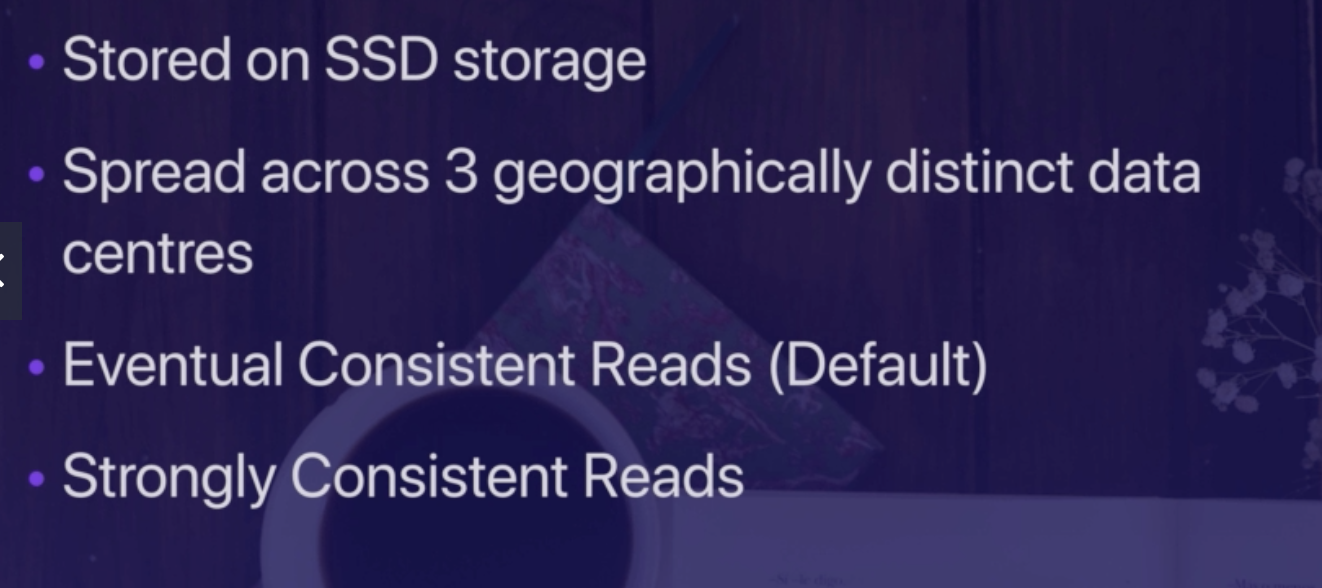 • Stored on SSD storage
• Spread across 3 geographically distinct data
centres
• Eventual Consistent Reads (Default)
• Strongly Consistent Reads